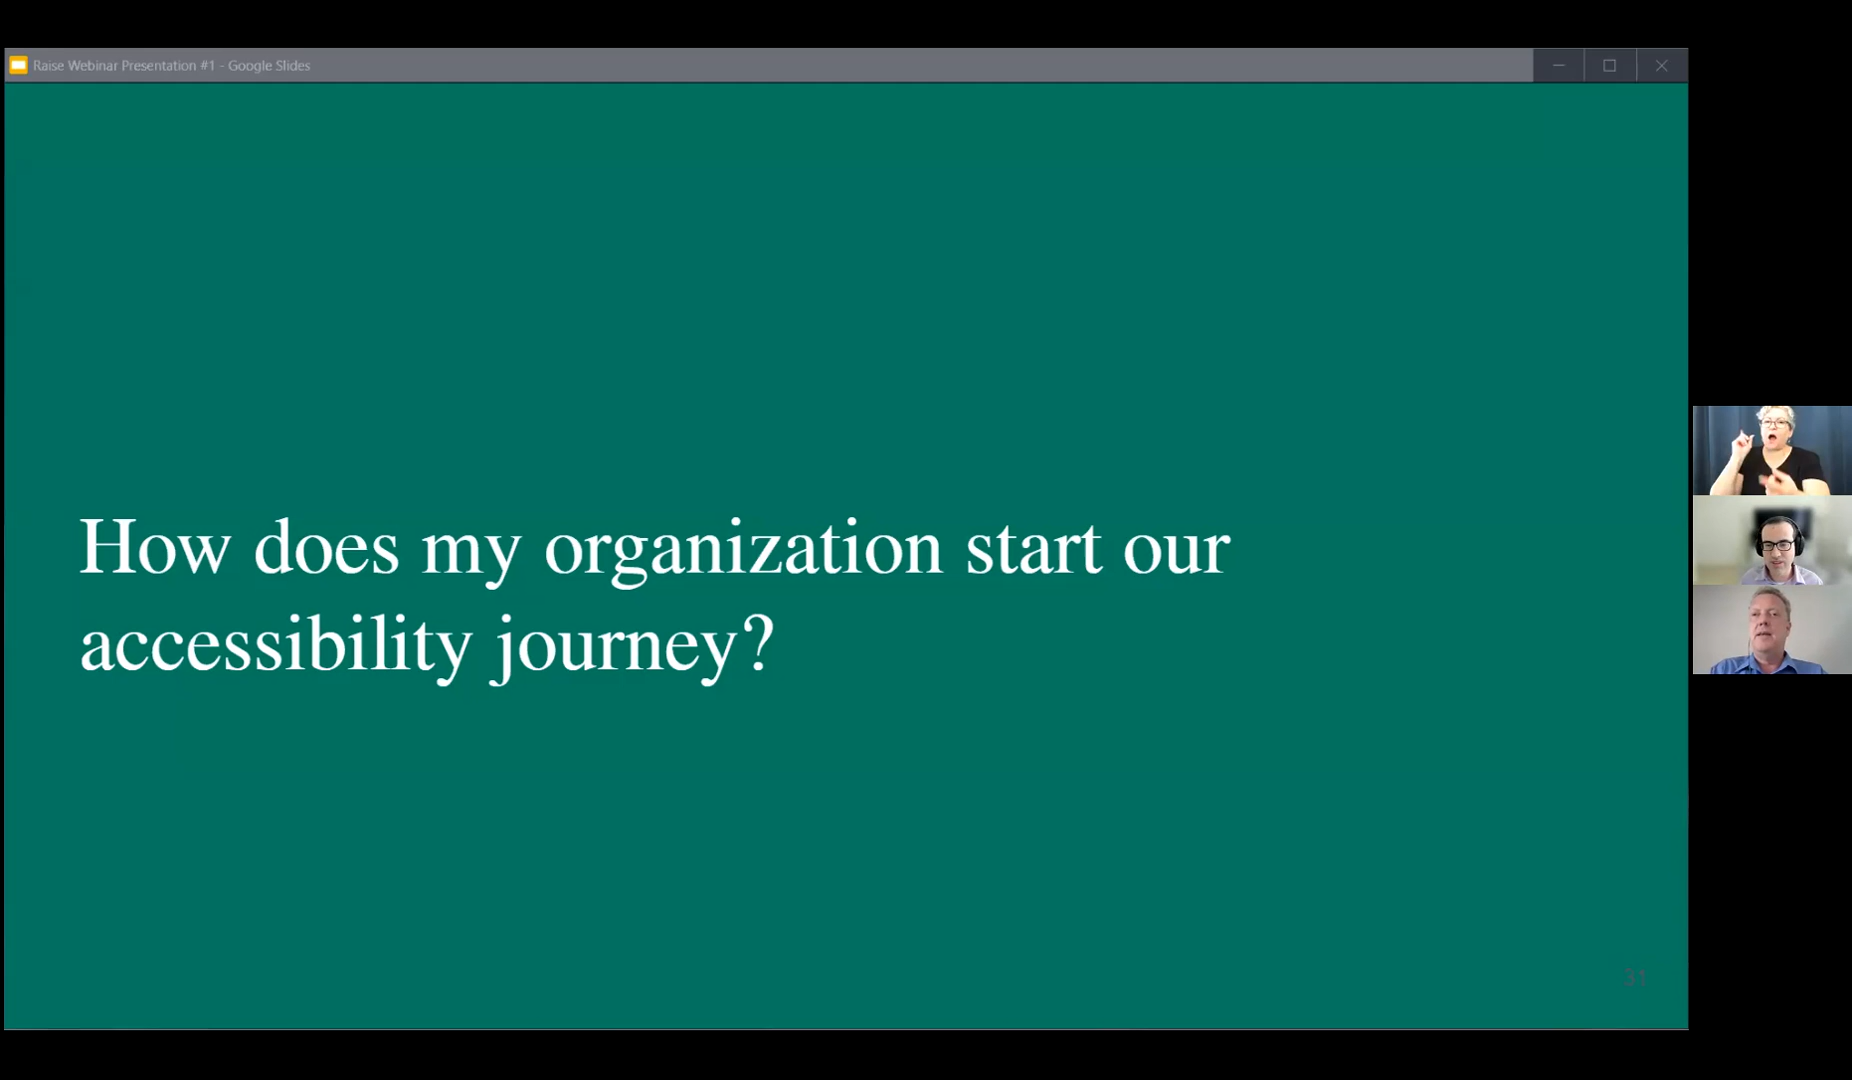 Raise Webinar Presentation #1 - Google Slides
How does my organization start our
accessibility journey?
31